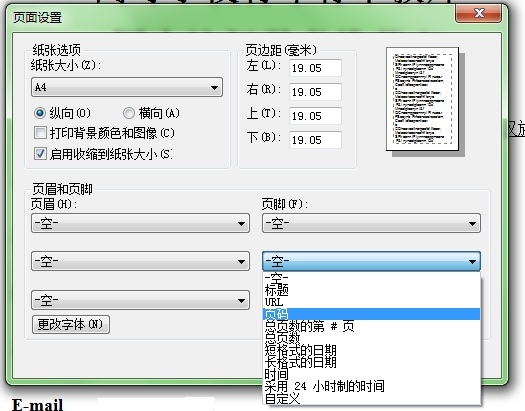 页面设置
纸张选项
纸张大小(Z):
A4
纵向(O) 横向(A)
打印背景颜色和图像(C)
启用收缩到纸张大小(S)
页边距(毫米)
左(L): 19.05
右(R): 19.05
上(T): 19.05
下(B): 19.05
页眉和页脚
页眉(H): 页脚(F):
-空- -空-
-空- -空-
-空-
更改字体(N)
-空-
标题
URL
页码
总页数的第 # 页
总页数
短格式的日期
长格式的日期
时间
采用 24 小时制的时间
自定义
E-mail